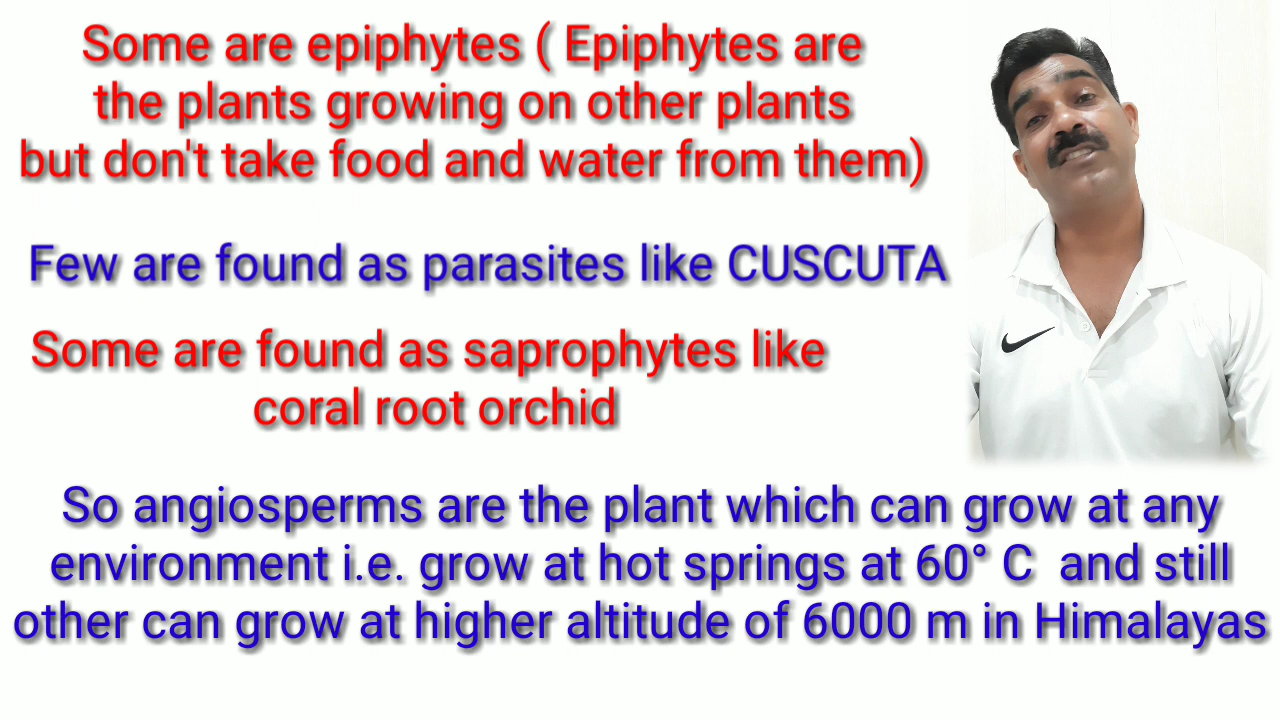 Some are epiphytes ( Epiphytes are
the plants growing on other plants
but don't take food and water from them)
Few are found as parasites like CUSCUTA
Some are found as saprophytes like
coral root orchid
So angiosperms are the plant which can grow at any
environment i.e. grow at hot springs at 60° C  and still
other can grow at higher altitude of 6000 m in Himalayas